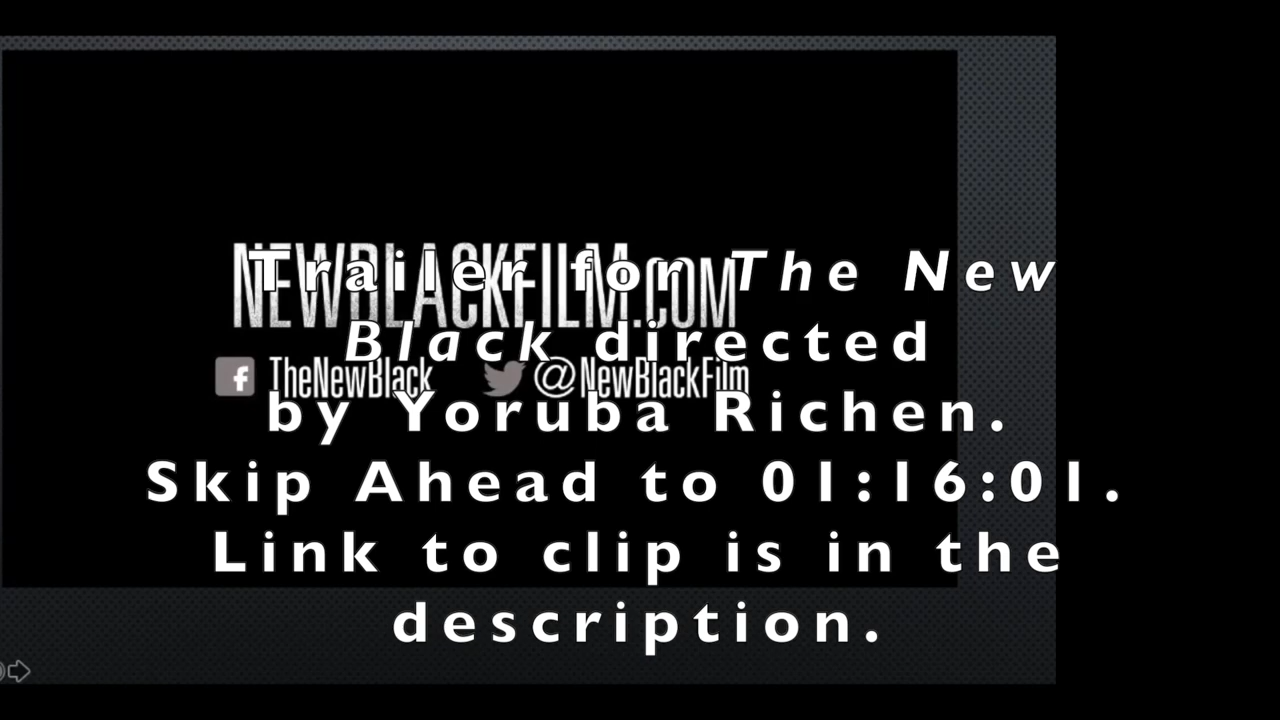 NEWBLACKFILM.COM
TheNewBlack @NewBlackFilm
Trailer for The New
Black directed
by Yoruba Richen.
Skip Ahead to 01:16:01.
Link to clip is in the
description.